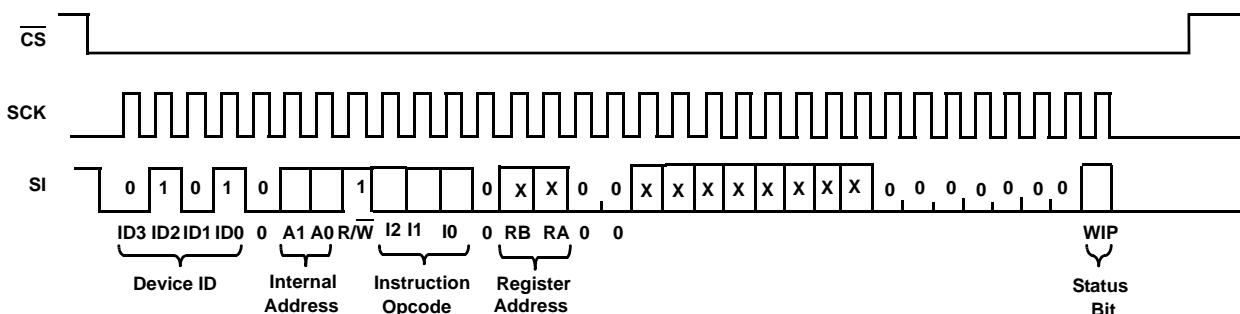 CS
SCK
SI
0 1 0 1 0 1 0 X X 0 0 X X X X X X X X 0 0 0 0 0 0 0
ID3 ID2 ID1 ID0 0 A1 A0 R/W I2 I1 I0 0 RB RA 0 0 WIP
Device ID
Internal Address
Instruction Opcode
Register Address
Status Bit